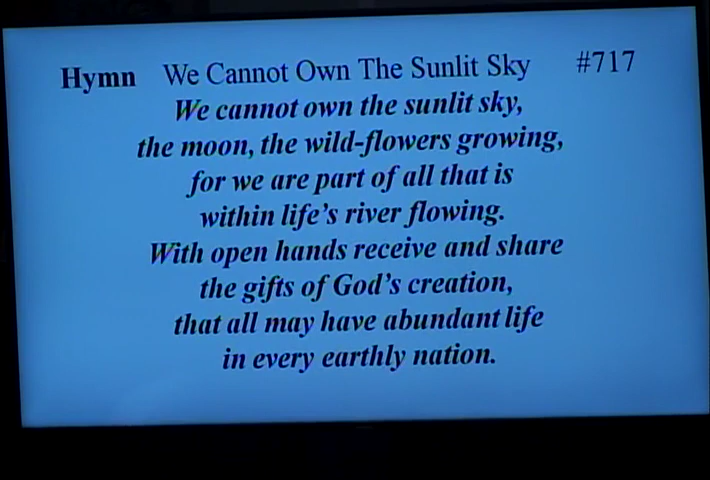 Hymn We Cannot Own The Sunlit Sky #717
We cannot own the sunlit sky,
the moon, the wild-flowers growing,
for we are part of all that is
within life's river flowing.
With open hands receive and share
the gifts of God's creation,
that all may have abundant life
in every earthly nation.